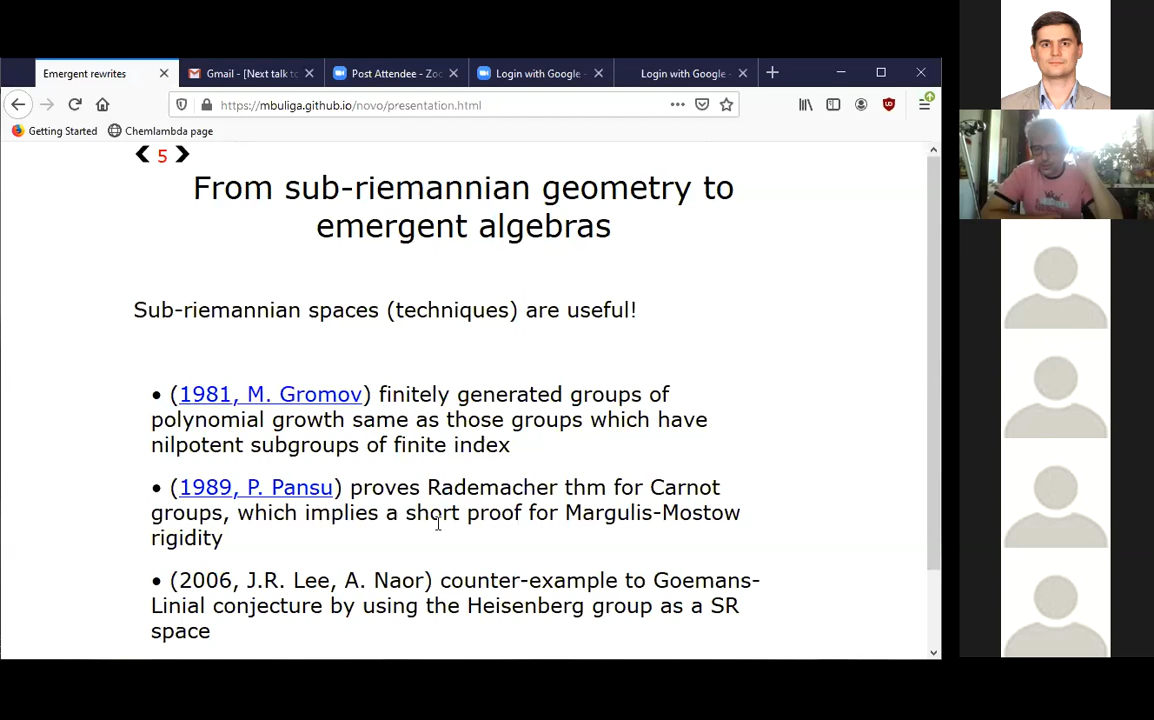 Emergent rewrites
Gmail - [Next talk to
Post Attendee - Zoc
Login with Google -
Login with Google -
https://mbuliga.github.io/novo/presentation.html
Getting Started
Chemlambda page
5
From sub-riemannian geometry to
emergent algebras
Sub-riemannian spaces (techniques) are useful!
• (1981, M. Gromov) finitely generated groups of
polynomial growth same as those groups which have
nilpotent subgroups of finite index
• (1989, P. Pansu) proves Rademacher thm for Carnot
groups, which implies a short proof for Margulis-Mostow
rigidity
• (2006, J.R. Lee, A. Naor) counter-example to Goemans-
Linial conjecture by using the Heisenberg group as a SR
space